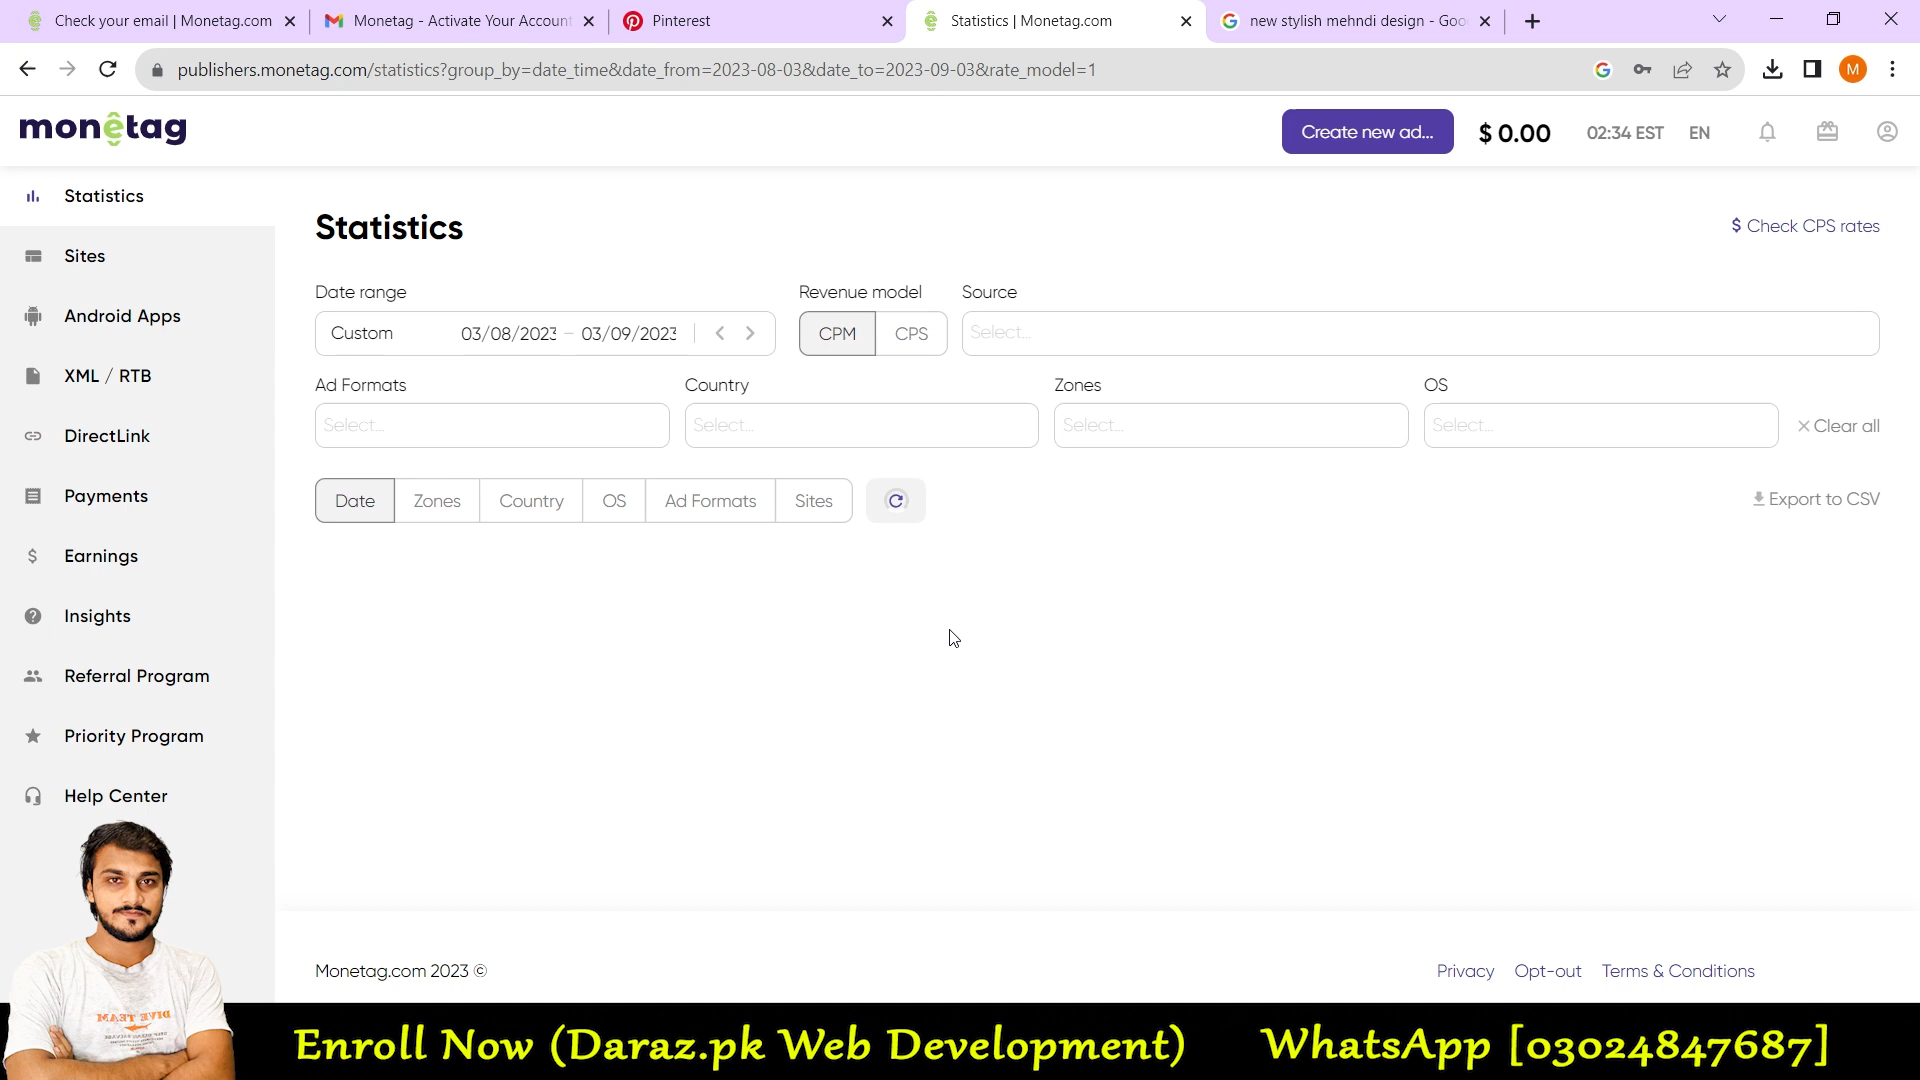 Check your email | Monetag.com
Monetag - Activate Your Account
Pinterest
Statistics | Monetag.com
new stylish mehndi design - Goo
publishers.monetag.com/statistics?group_by=date_time&date_from=2023-08-03&date_to=2023-09-03&rate_model=1
M
monetag
Create new ad...
$ 0.00
02:34 EST
EN
Statistics
Sites
Android Apps
XML / RTB
DirectLink
Payments
Earnings
Insights
Referral Program
Priority Program
Help Center
Statistics
$ Check CPS rates
Date range
Revenue model
Source
Custom 03/08/2023 – 03/09/2023
CPM CPS
Select...
Ad Formats
Country
Zones
OS
Select...
Select...
Select...
Select...
Clear all
Date Zones Country OS Ad Formats Sites
Export to CSV
Monetag.com 2023 ©
Privacy Opt-out Terms & Conditions
Enroll Now (Daraz.pk Web Development) WhatsApp [03024847687]